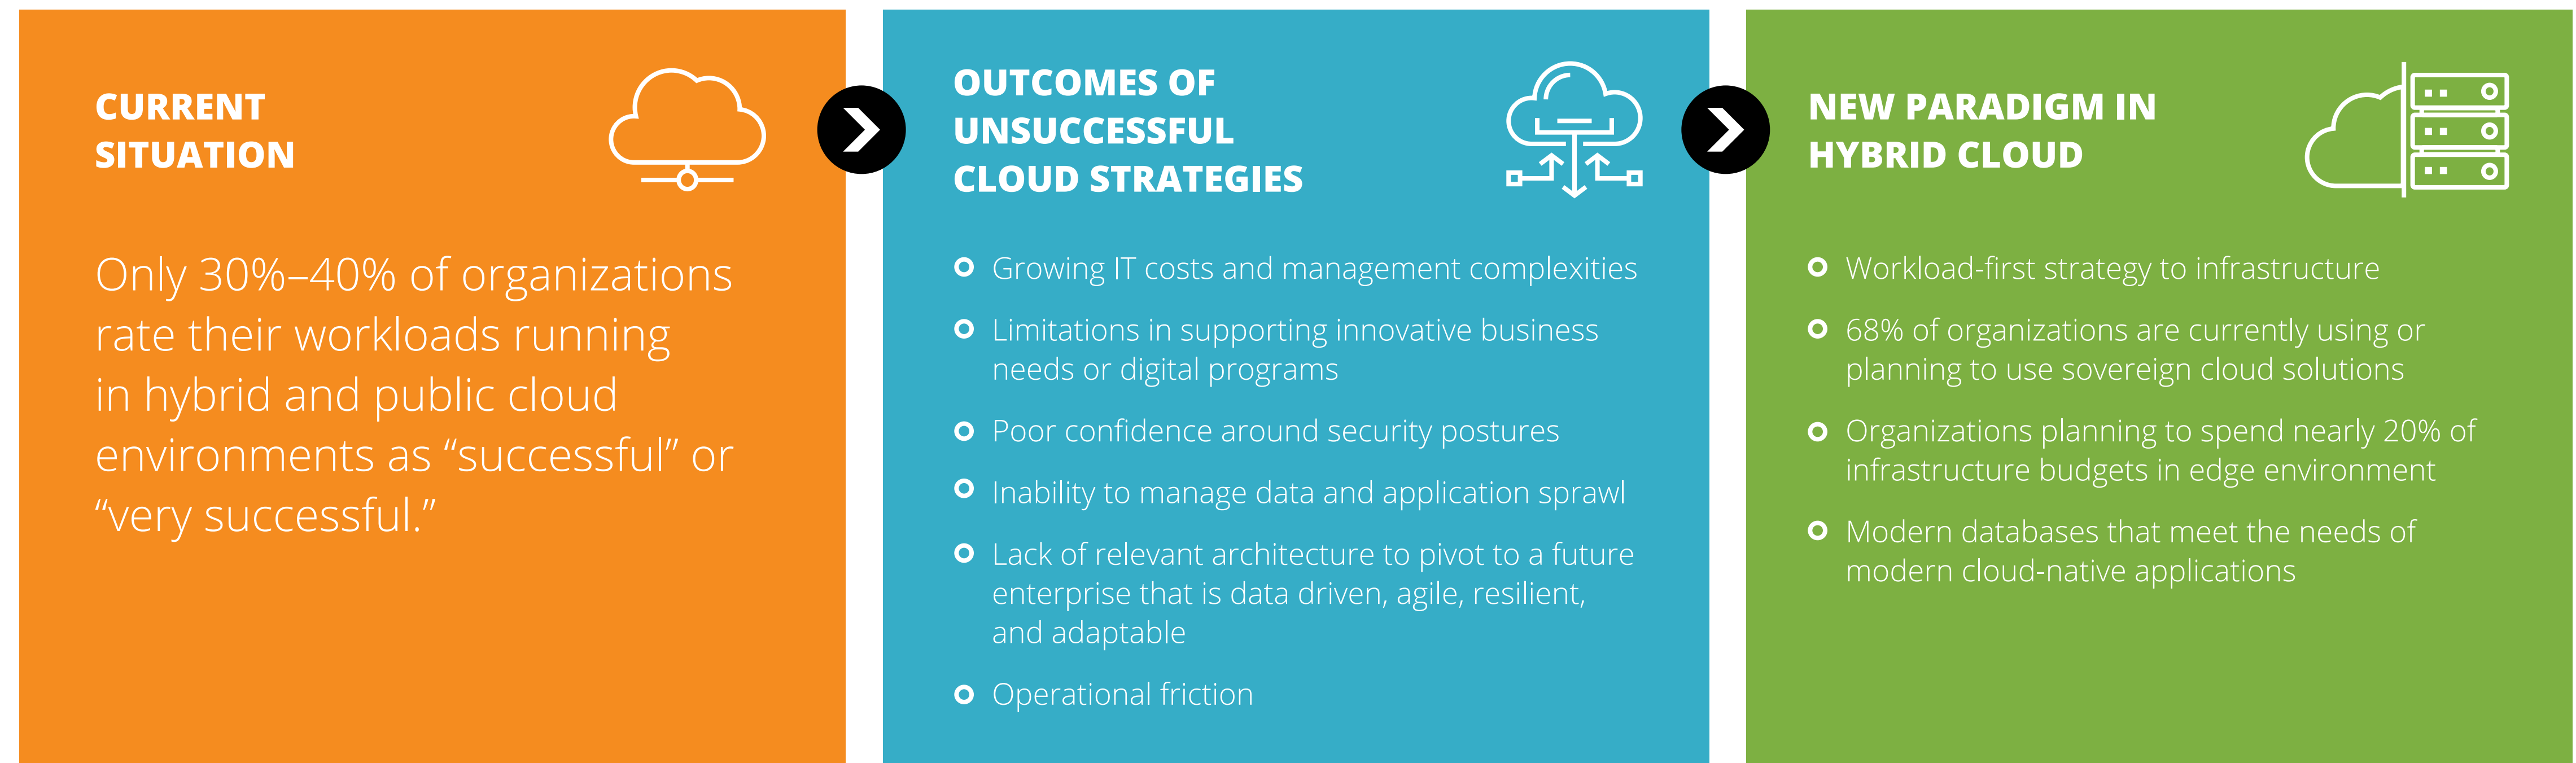 CURRENT
SITUATION
Only 30%–40% of organizations
rate their workloads running
in hybrid and public cloud
environments as “successful” or
“very successful.”
OUTCOMES OF
UNSUCCESSFUL
CLOUD STRATEGIES
Growing IT costs and management complexities
Limitations in supporting innovative business
needs or digital programs
Poor confidence around security postures
Inability to manage data and application sprawl
Lack of relevant architecture to pivot to a future
enterprise that is data driven, agile, resilient,
and adaptable
Operational friction
NEW PARADIGM IN
HYBRID CLOUD
Workload-first strategy to infrastructure
68% of organizations are currently using or
planning to use sovereign cloud solutions
Organizations planning to spend nearly 20% of
infrastructure budgets in edge environment
Modern databases that meet the needs of
modern cloud-native applications